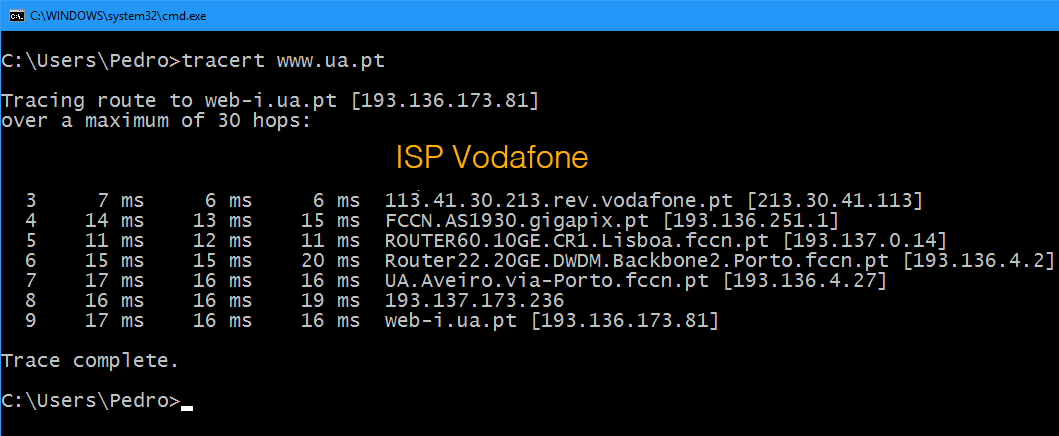 C:\WINDOWS\system32\cmd.exe
C:\Users\Pedro>tracert www.ua.pt
Tracing route to web-i.ua.pt [193.136.173.81]
over a maximum of 30 hops:
ISP Vodafone
3 7 ms 6 ms 6 ms 113.41.30.213.rev.vodafone.pt [213.30.41.113]
4 14 ms 13 ms 15 ms FCCN.AS1930.gigapix.pt [193.136.251.1]
5 11 ms 12 ms 11 ms ROUTER60.10GE.CR1.Lisboa.fccn.pt [193.137.0.14]
6 15 ms 15 ms 20 ms Router22.20GE.DWDM.Backbone2.Porto.fccn.pt [193.136.4.2]
7 17 ms 16 ms 16 ms UA.Aveiro.via-Porto.fccn.pt [193.136.4.27]
8 16 ms 16 ms 19 ms 193.137.173.236
9 17 ms 16 ms 16 ms web-i.ua.pt [193.136.173.81]
Trace complete.
C:\Users\Pedro>